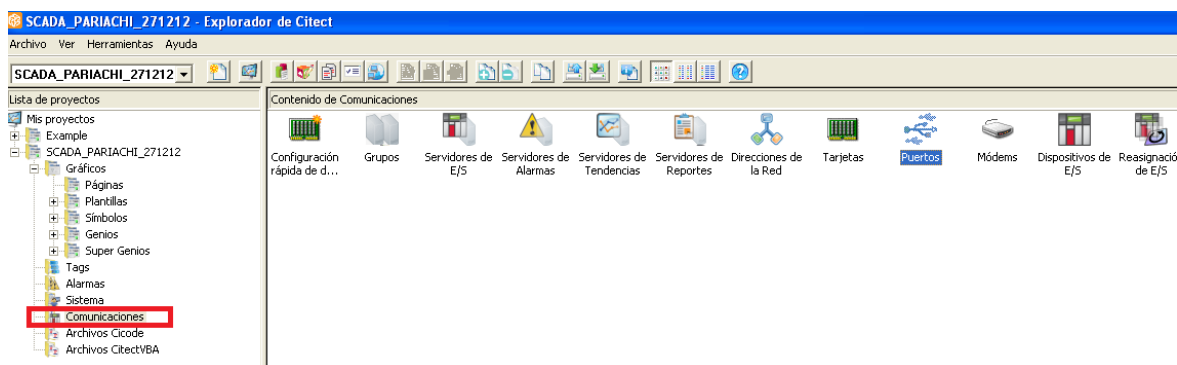 SCADA_PARIACHI_271212 - Explorador de Citect
Archivo Ver Herramientas Ayuda
SCADA_PARIACHI_271212
Lista de proyectos
Mis proyectos
Example
SCADA_PARIACHI_271212
Gráficos
Páginas
Plantillas
Símbolos
Genios
Super Genios
Tags
Alarmas
Sistema
Comunicaciones
Archivos Cicode
Archivos CitectVBA
Contenido de Comunicaciones
Configuración
rápida de d...
Grupos
Servidores de
E/S
Servidores de
Alarmas
Servidores de
Tendencias
Servidores de
Reportes
Direcciones de
la Red
Tarjetas
Puertos
Módems
Dispositivos de
E/S
Reasignació
de E/S